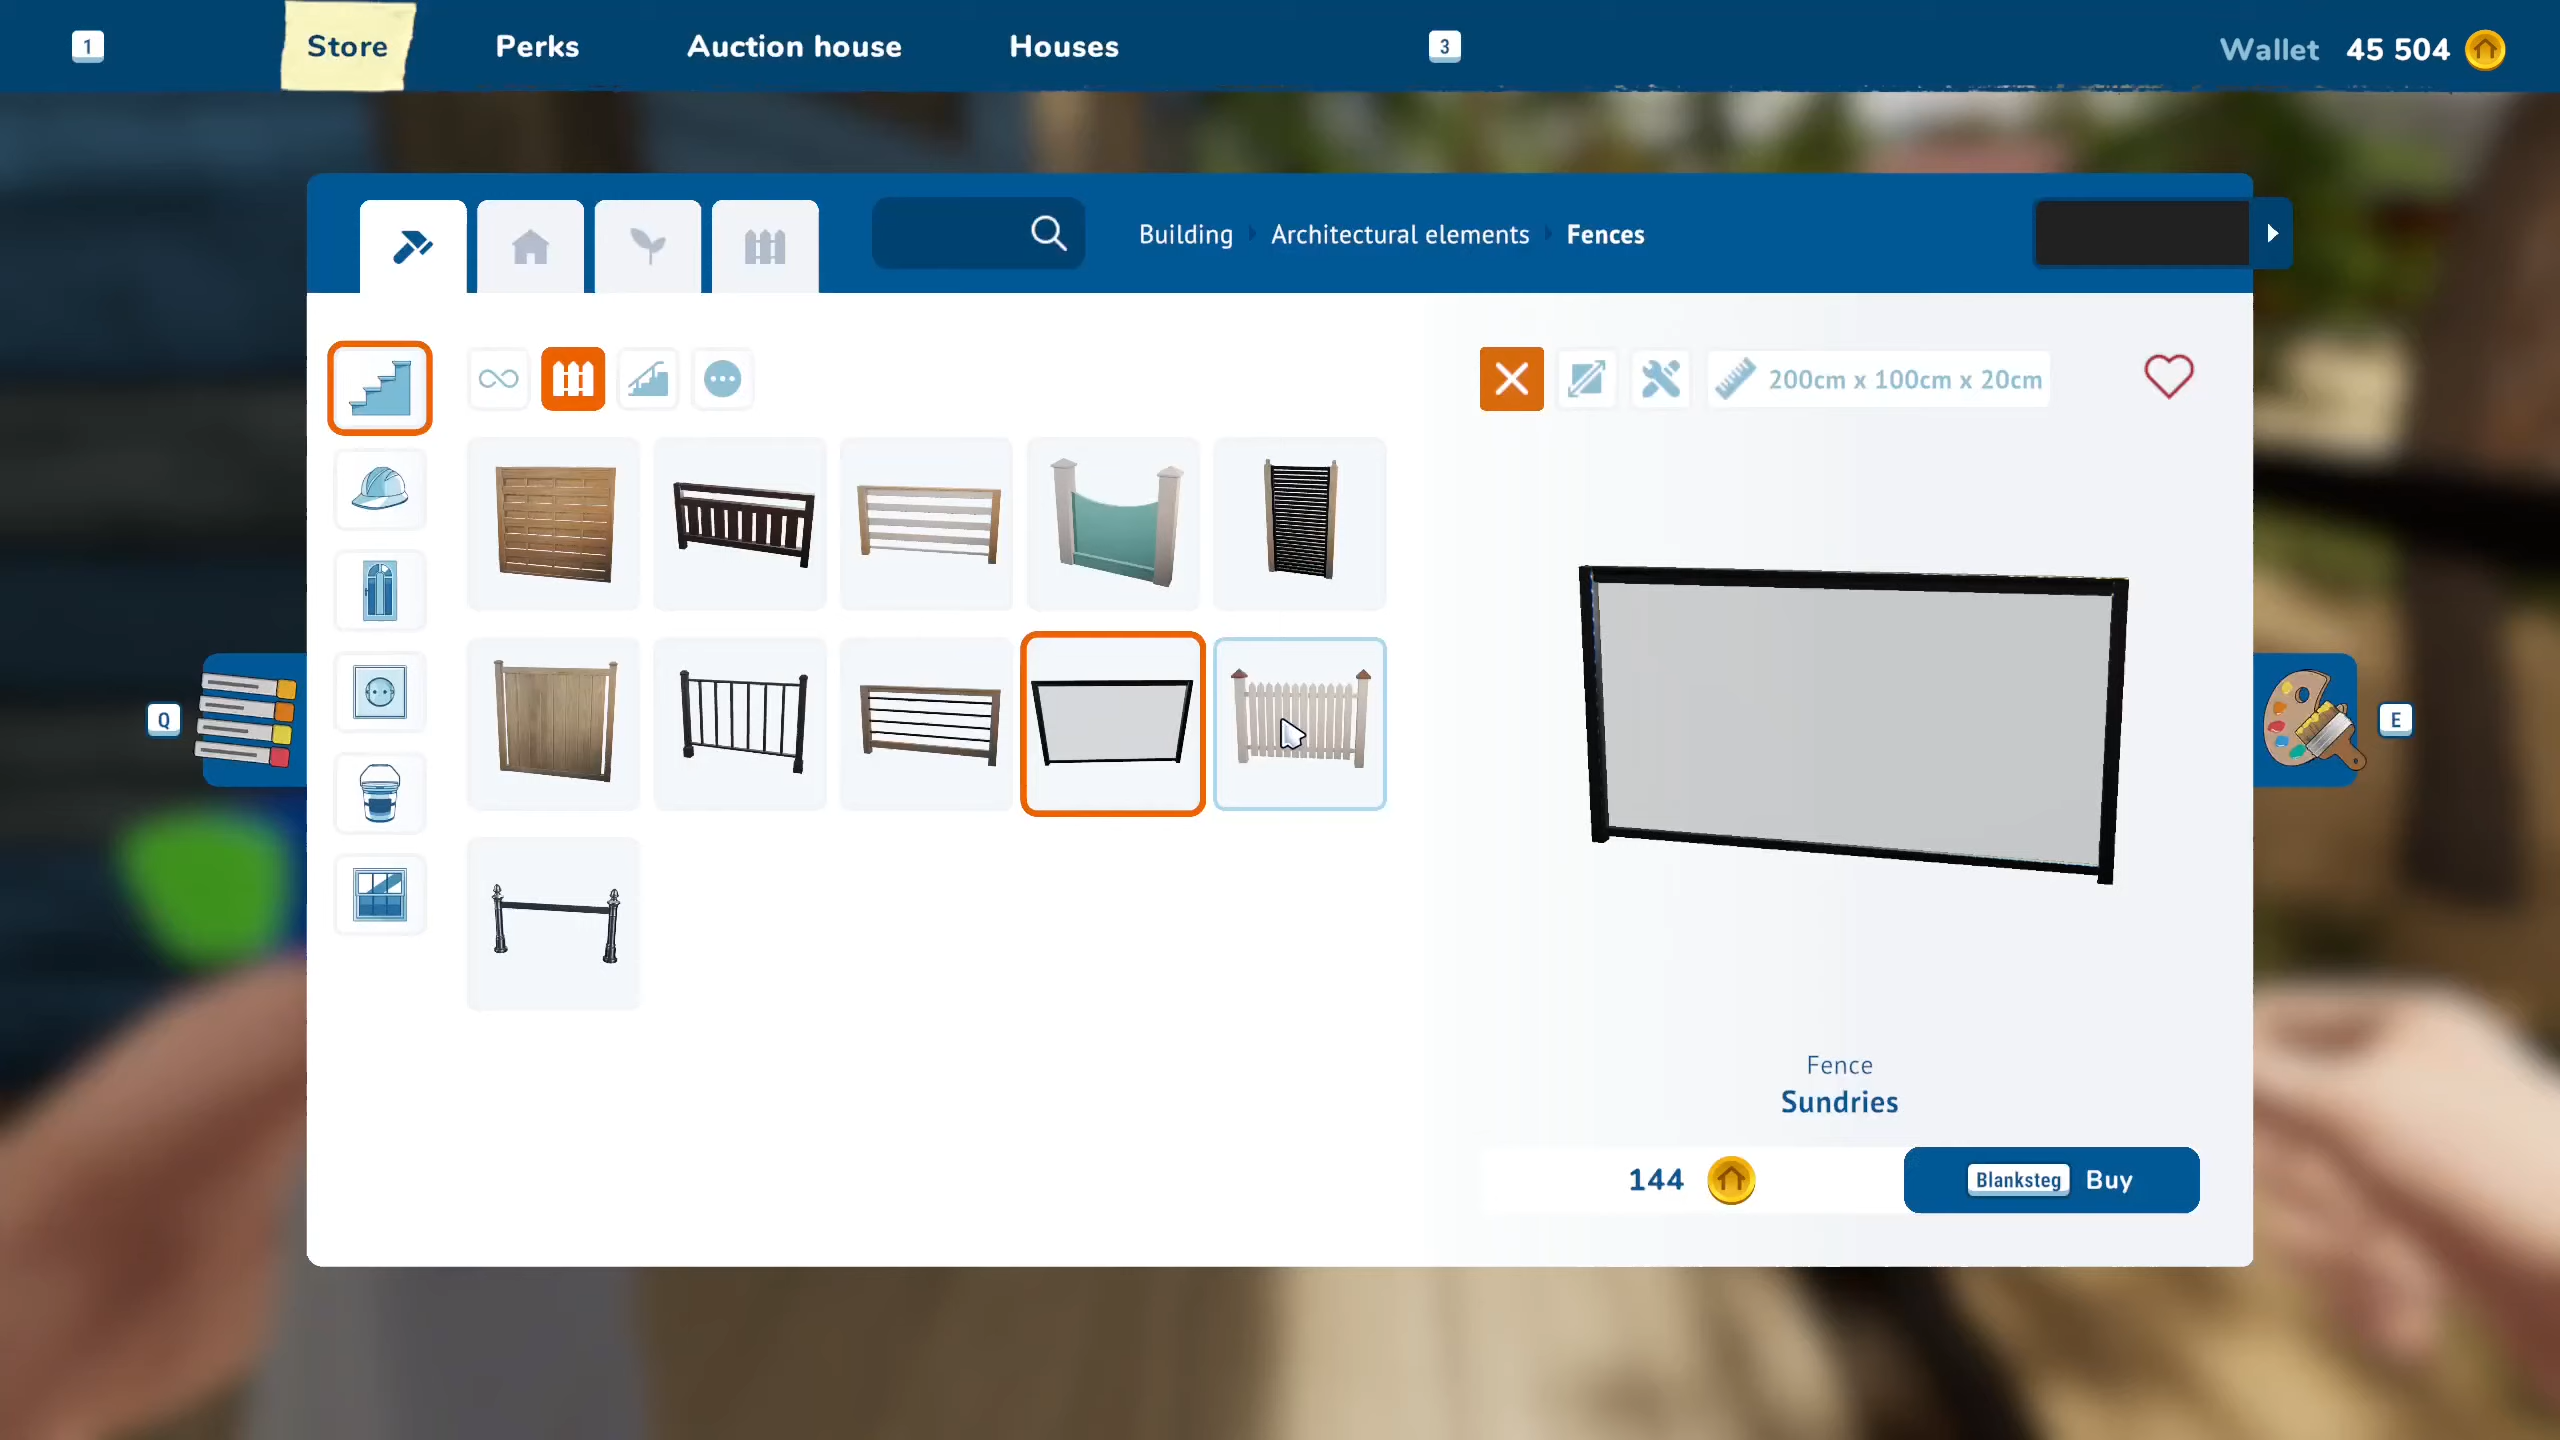 1 Store Perks Auction house Houses 3 Wallet 45 504
Building Architectural elements Fences
200cm x 100cm x 20cm
Q
E
Fence
Sundries
144 Blanksteg Buy